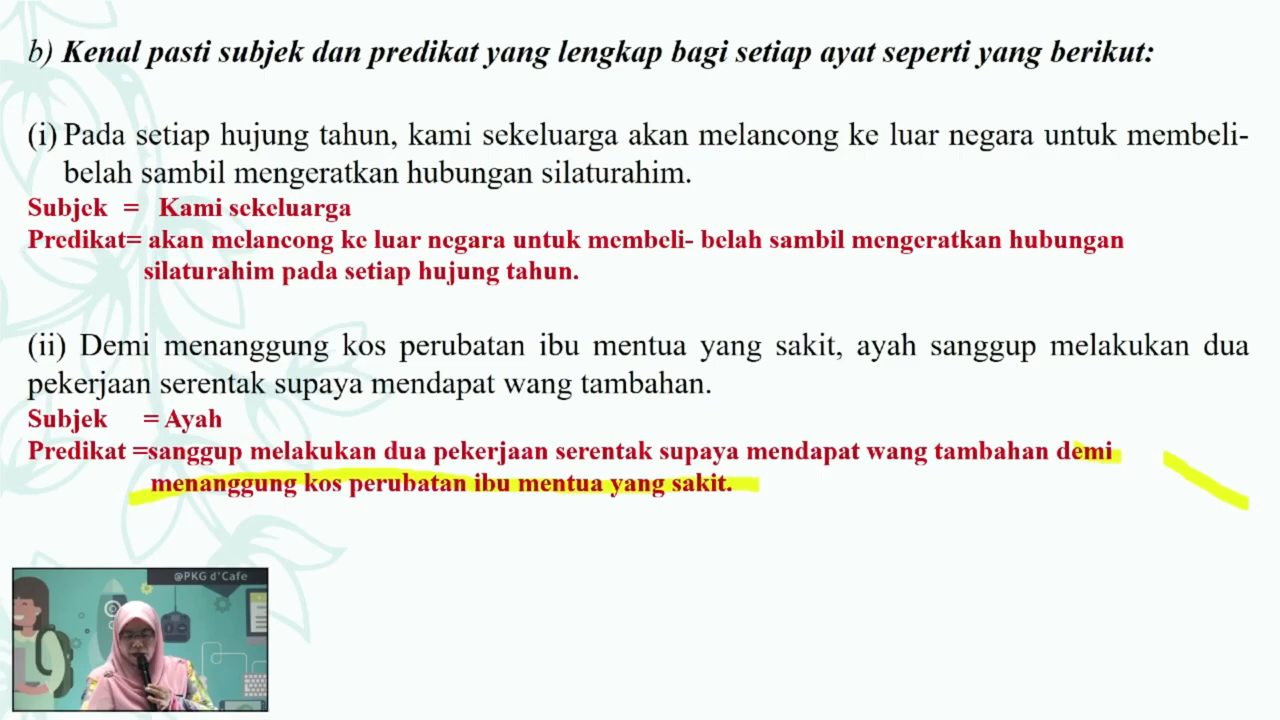 b) Kenal pasti subjek dan predikat yang lengkap bagi setiap ayat seperti yang berikut:
(i) Pada setiap hujung tahun, kami sekeluarga akan melancong ke luar negara untuk membeli-
belah sambil mengeratkan hubungan silaturahim.
Subjek = Kami sekeluarga
Predikat= akan melancong ke luar negara untuk membeli- belah sambil mengeratkan hubungan
silaturahim pada setiap hujung tahun.
(ii) Demi menanggung kos perubatan ibu mentua yang sakit, ayah sanggup melakukan dua
pekerjaan serentak supaya mendapat wang tambahan.
Subjek = Ayah
Predikat =sanggup melakukan dua pekerjaan serentak supaya mendapat wang tambahan demi
menanggung kos perubatan ibu mentua yang sakit.
@PKG d'Cafe